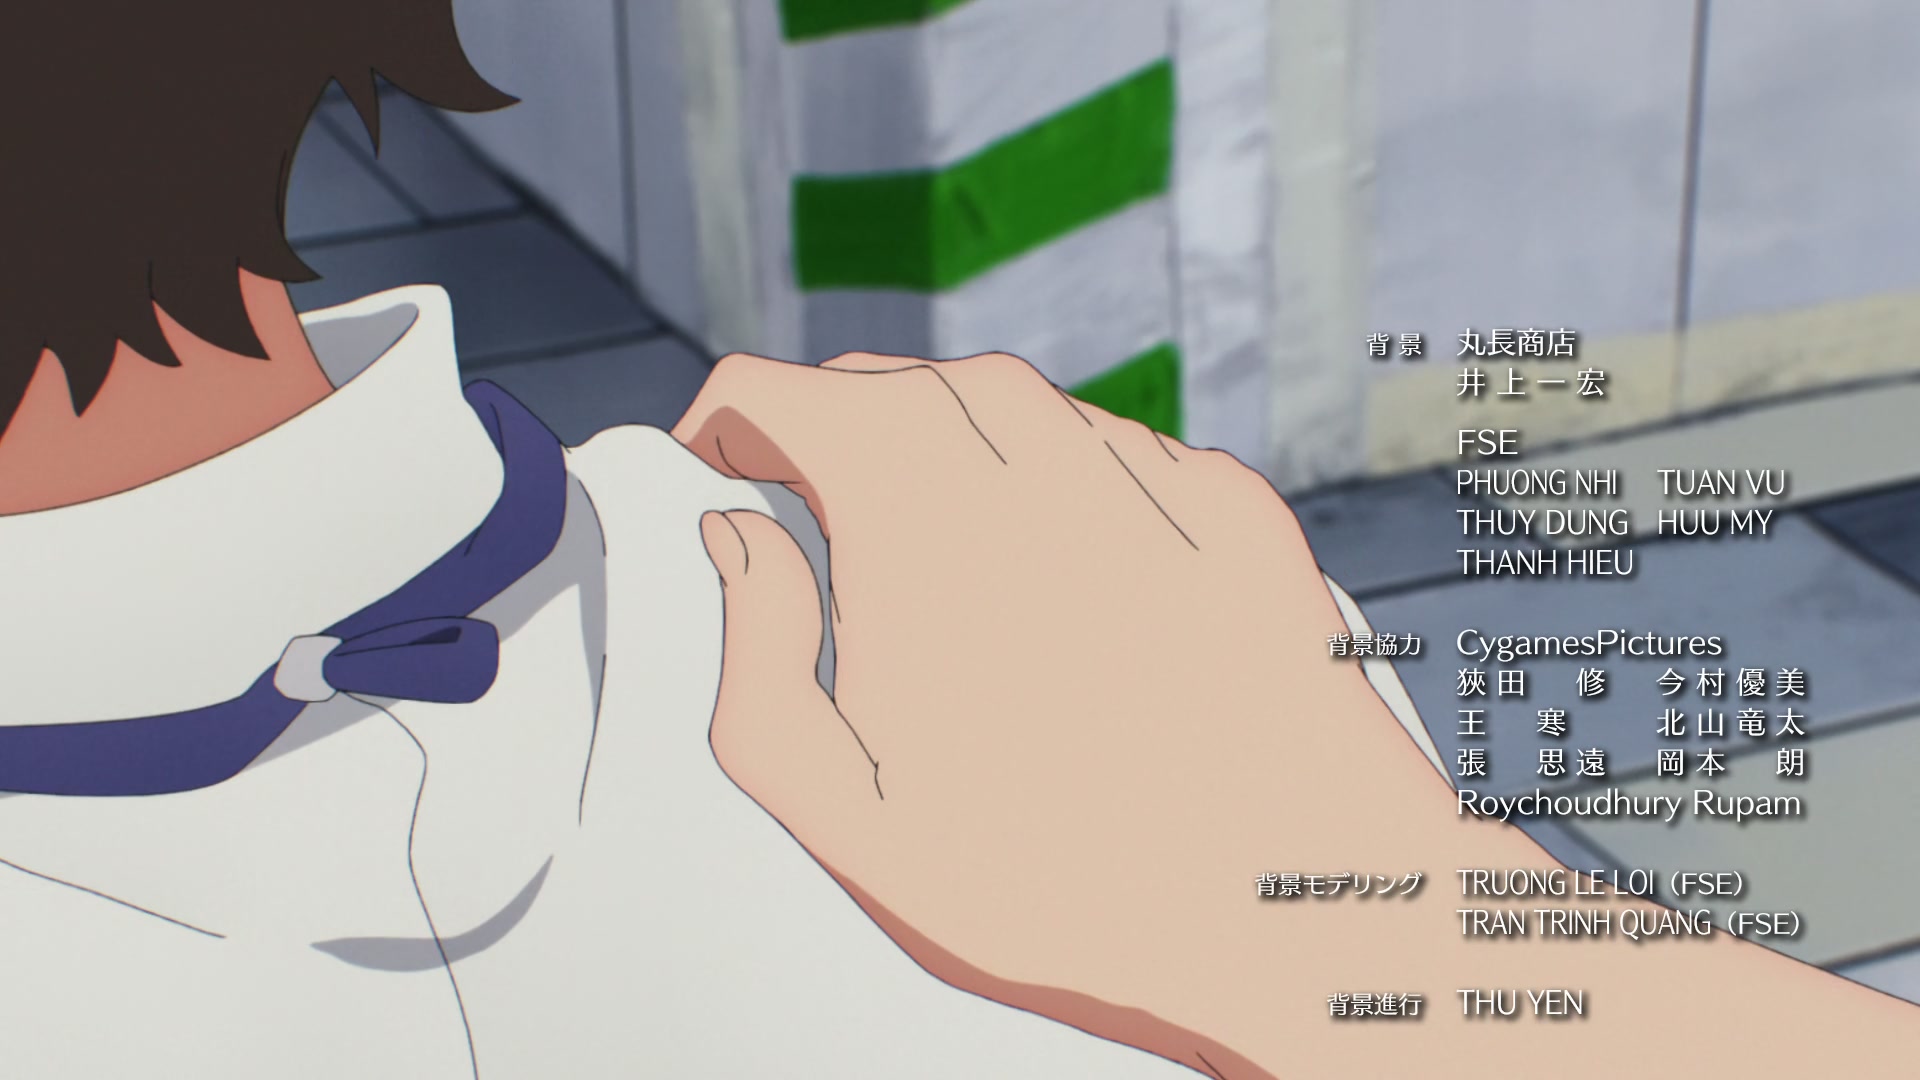 背景 丸長商店
井上一宏
FSE
PHUONG NHI TUAN VU
THUY DUNG HUU MY
THANH HIEU
背景協力 CygamesPictures
狹田 修 今村優美
王 寒 北山竜太
張 思遠 岡本 朗
Roychoudhury Rupam
背景モデリング TRUONG LE LOI（FSE）
TRAN TRINH QUANG（FSE）
背景進行 THU YEN